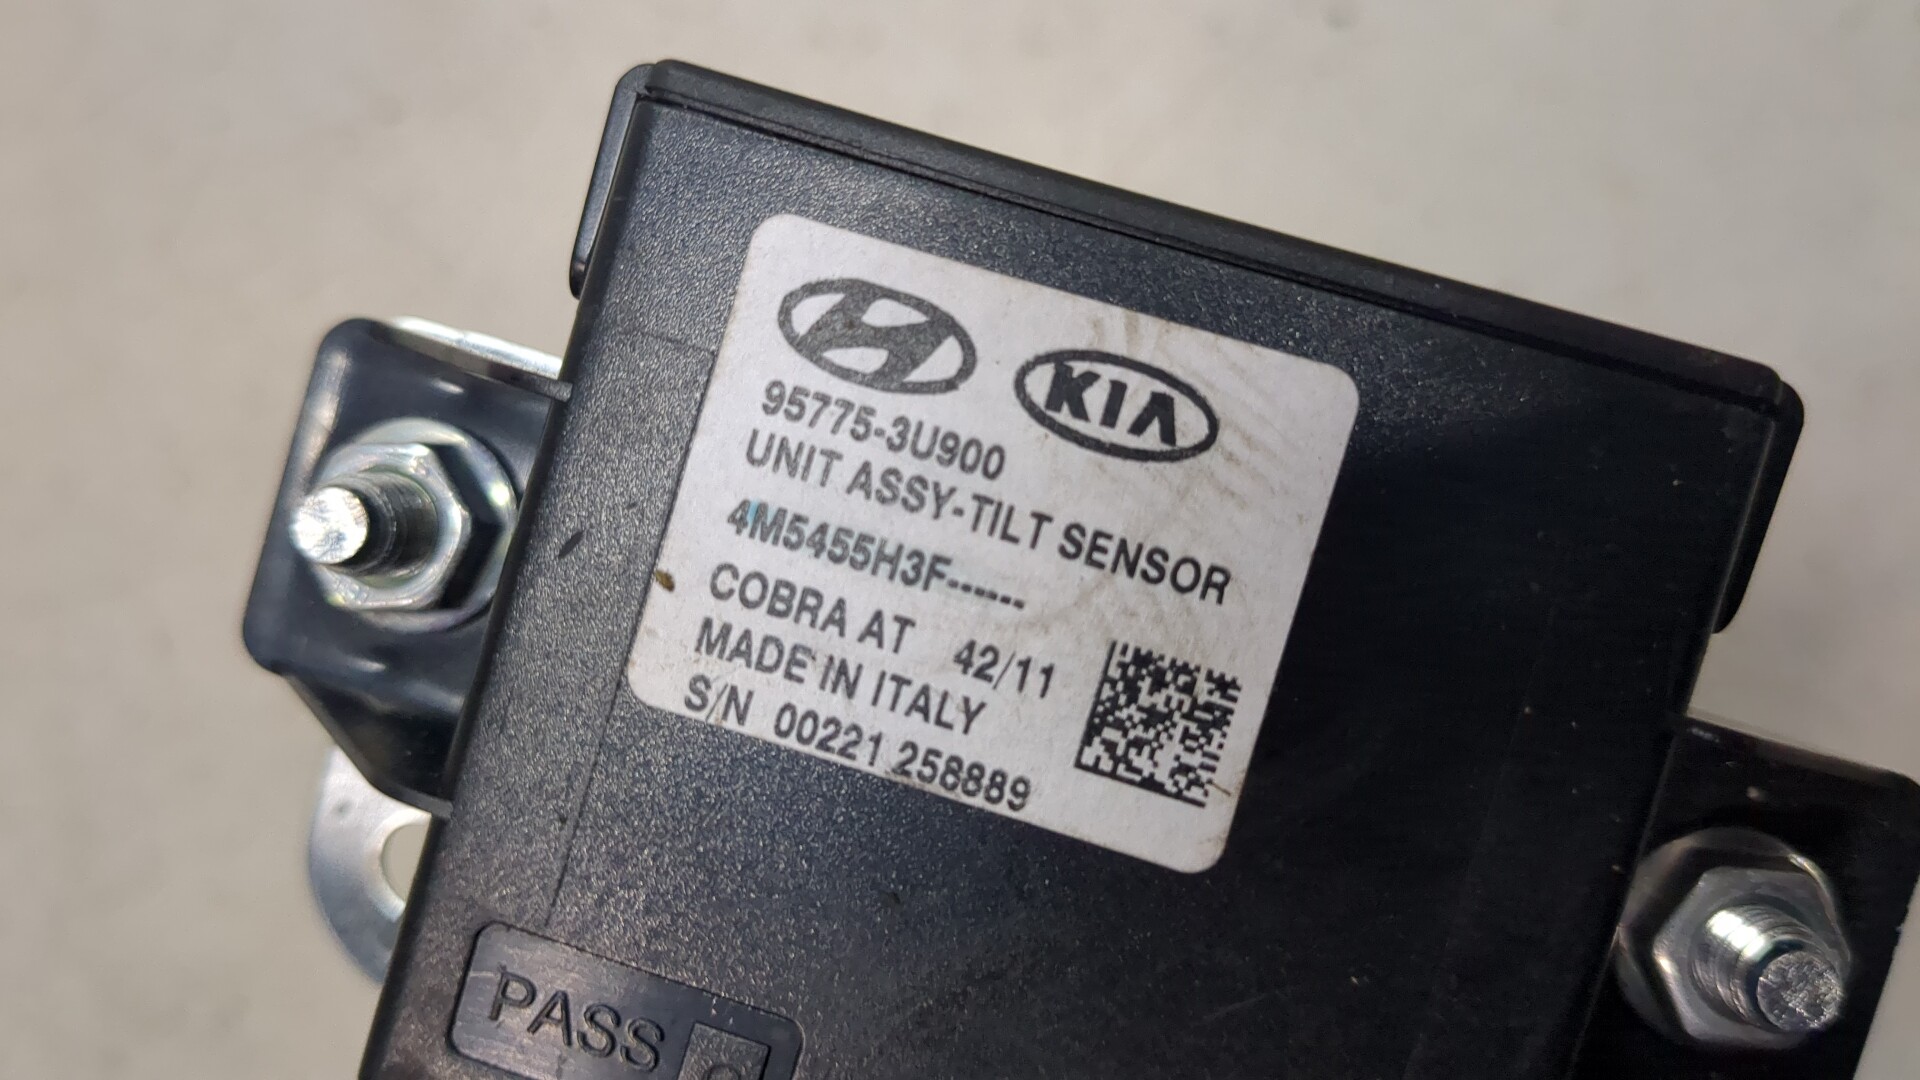 KIA
95775-3U900
UNIT ASSY-TILT SENSOR
4M5455H3F------
COBRA AT 42/11
MADE IN ITALY
S/N 00221 258889
PASS